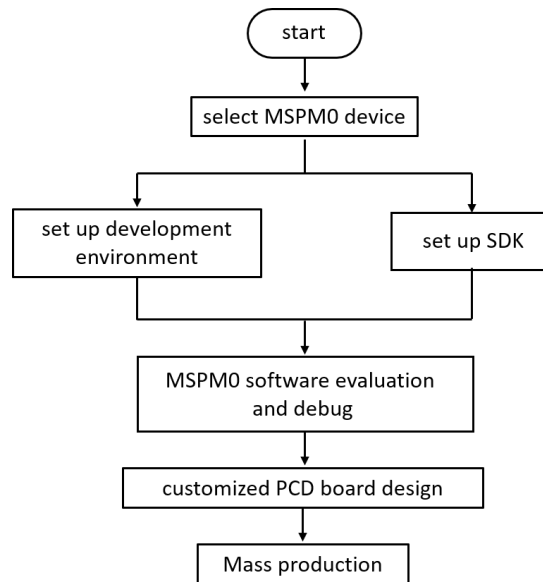 start
select MSPM0 device
set up development
environment
set up SDK
MSPM0 software evaluation
and debug
customized PCD board design
Mass production